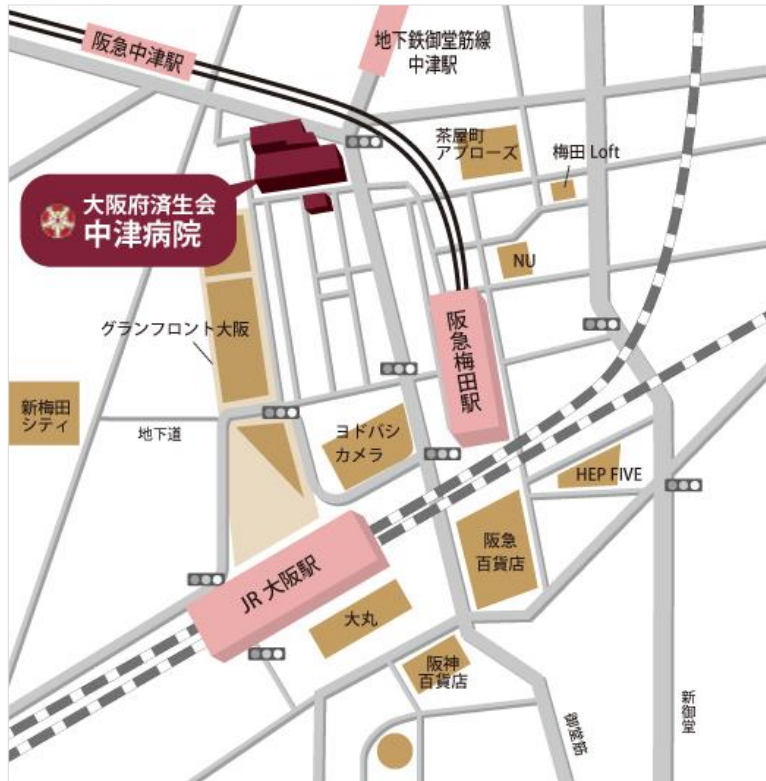 阪急中津駅
地下鉄御堂筋線
中津駅
茶屋町
アプローズ
梅田 Loft
大阪府済生会
中津病院
NU
グランフロント大阪
阪急梅田駅
新梅田
シティ
地下道
ヨドバシ
カメラ
HEP FIVE
阪急
百貨店
JR 大阪駅
大丸
阪神
百貨店
御堂筋
新御堂